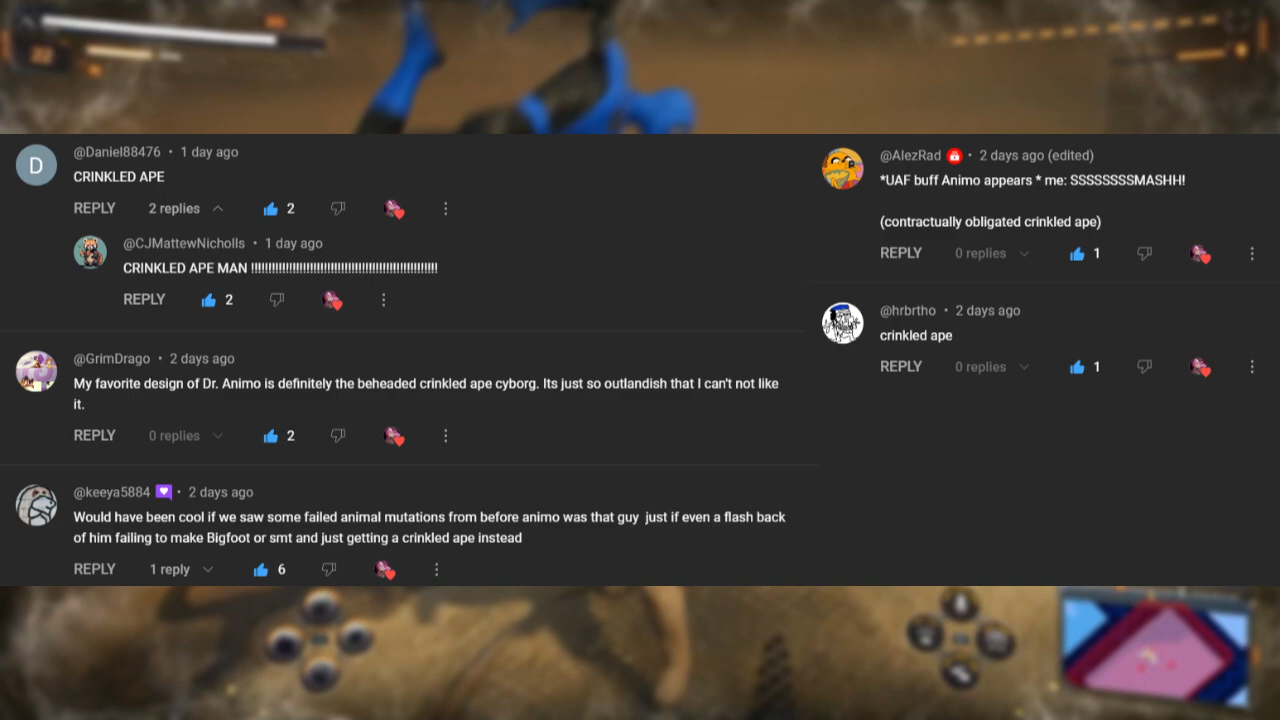 22
D
@Daniel88476 • 1 day ago
CRINKLED APE
REPLY 2 replies 2
@CJMattewNicholls • 1 day ago
CRINKLED APE MAN !!!!!!!!!!!!!!!!!!!!!!!!!!!!!!!!!!!!!!!!!!!!!!!!!!!!!!
REPLY 2
@GrimDrago • 2 days ago
My favorite design of Dr. Animo is definitely the beheaded crinkled ape cyborg. Its just so outlandish that I can't not like
it.
REPLY 0 replies 2
@keeya5884 • 2 days ago
Would have been cool if we saw some failed animal mutations from before animo was that guy just if even a flash back
of him failing to make Bigfoot or smt and just getting a crinkled ape instead
REPLY 1 reply 6
@AlezRad • 2 days ago (edited)
*UAF buff Animo appears * me: SSSSSSSSMASHH!
(contractually obligated crinkled ape)
REPLY 0 replies 1
@hrbrtho • 2 days ago
crinkled ape
REPLY 0 replies 1